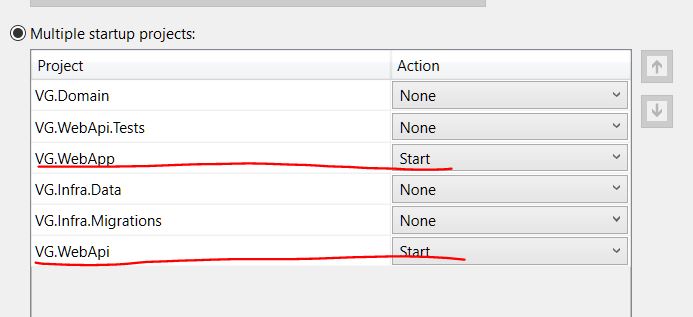 Multiple startup projects:
Project Action
VG.Domain None
VG.WebApi.Tests None
VG.WebApp Start
VG.Infra.Data None
VG.Infra.Migrations None
VG.WebApi Start